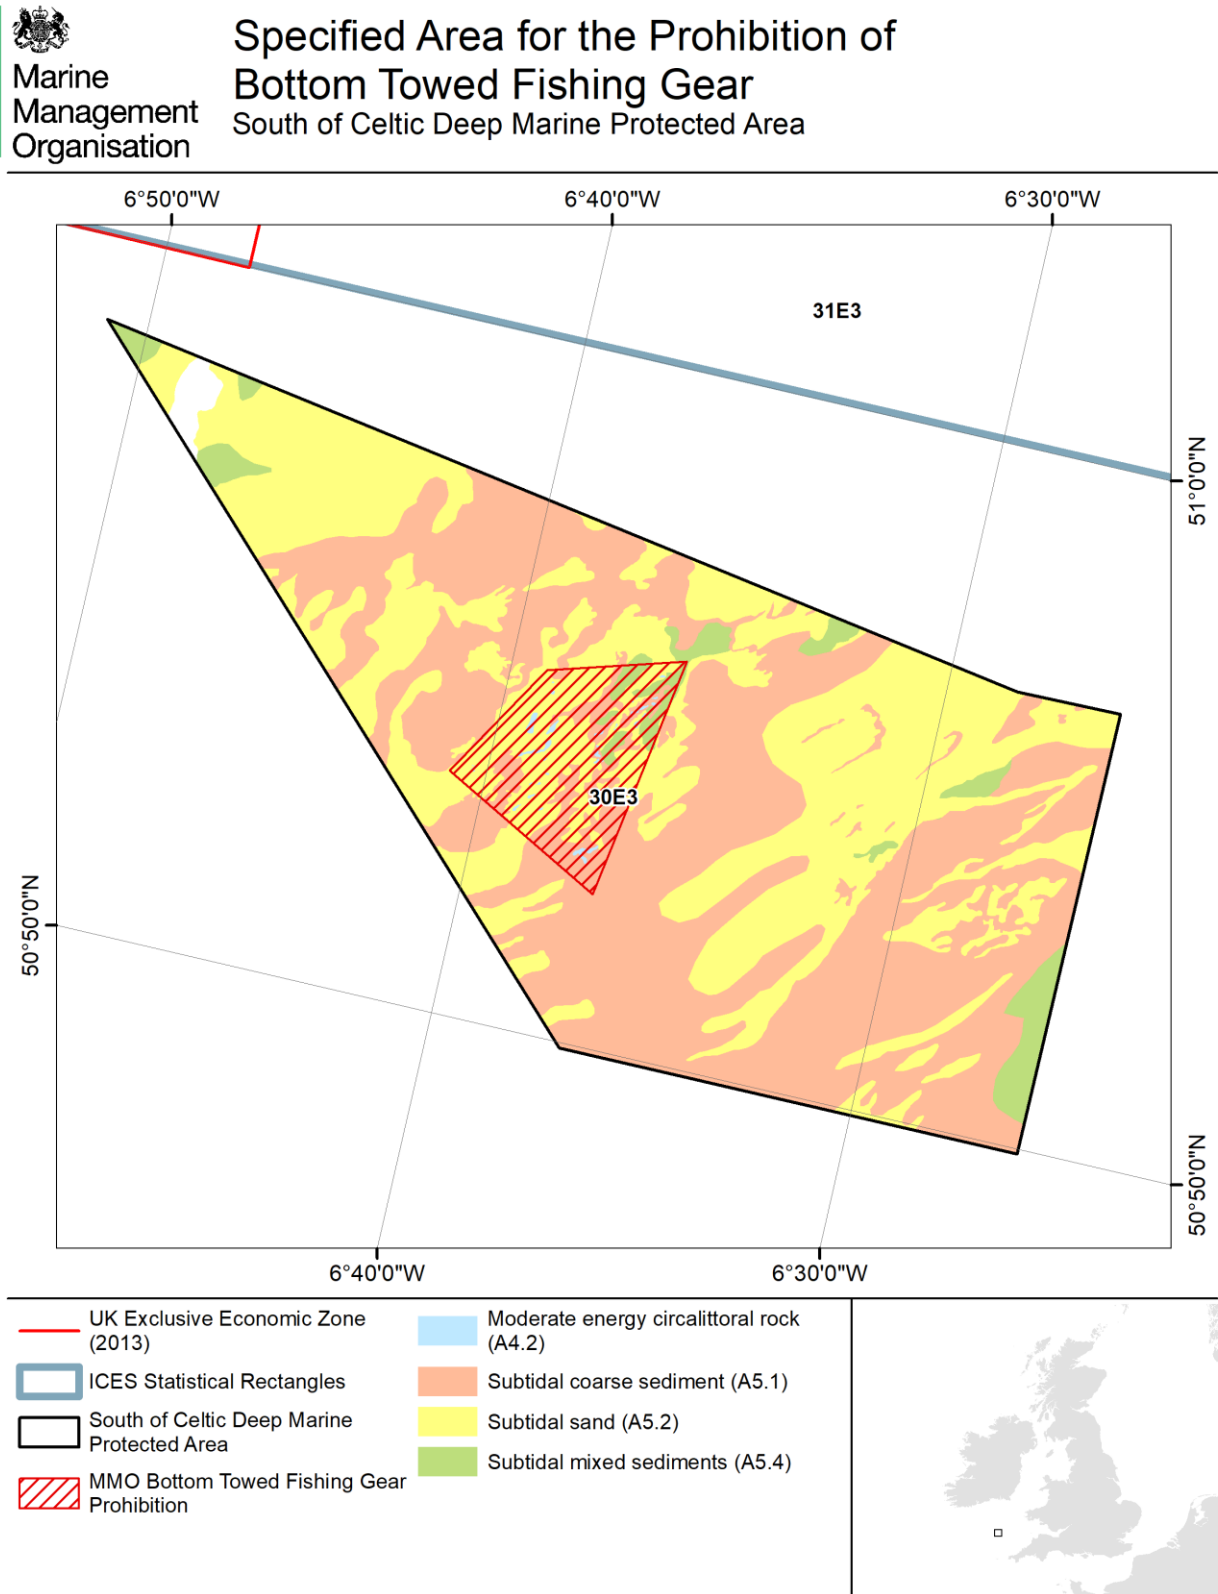 Marine
Management
Organisation
Specified Area for the Prohibition of
Bottom Towed Fishing Gear
South of Celtic Deep Marine Protected Area
6°50'0"W
6°40'0"W
6°30'0"W
31E3
51°0'0"N
30E3
50°50'0"N
50°50'0"N
6°40'0"W
6°30'0"W
UK Exclusive Economic Zone
(2013)
ICES Statistical Rectangles
South of Celtic Deep Marine
Protected Area
MMO Bottom Towed Fishing Gear
Prohibition
Moderate energy circalittoral rock
(A4.2)
Subtidal coarse sediment (A5.1)
Subtidal sand (A5.2)
Subtidal mixed sediments (A5.4)